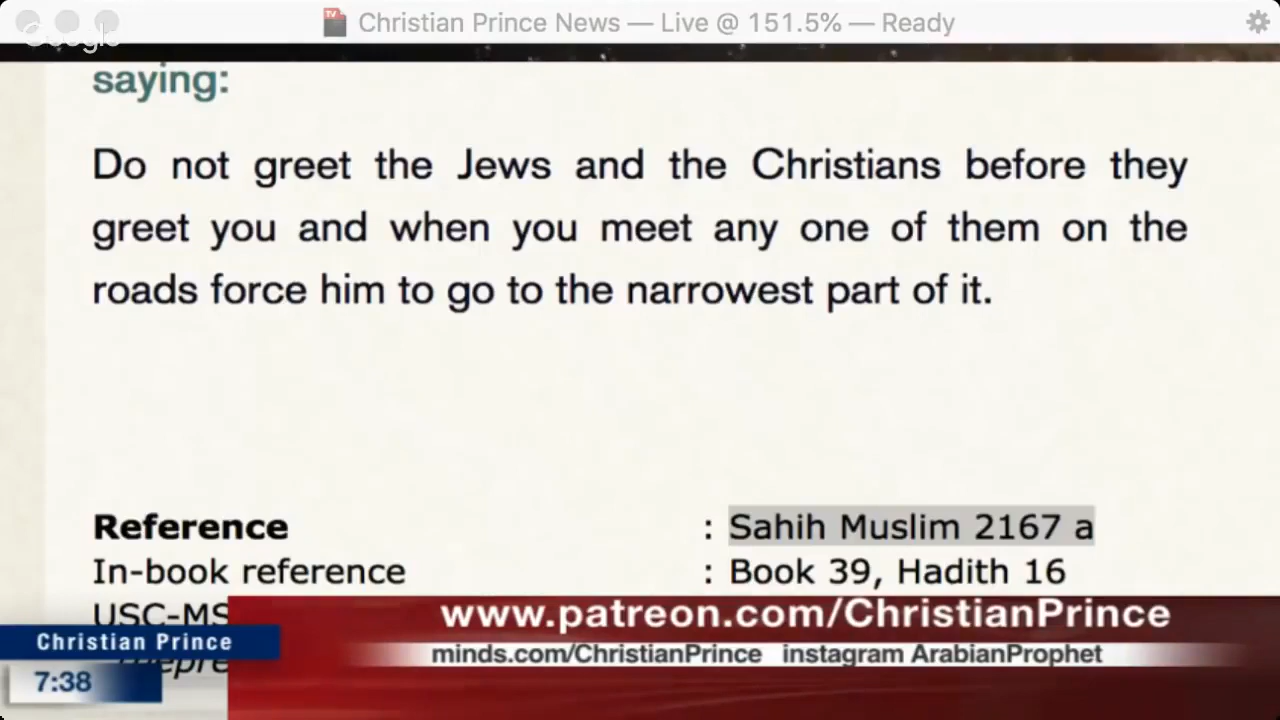 Christian Prince News — Live @ 151.5% — Ready
Google
saying:
Do not greet the Jews and the Christians before they
greet you and when you meet any one of them on the
roads force him to go to the narrowest part of it.
Reference : Sahih Muslim 2167 a
In-book reference : Book 39, Hadith 16
USC-MS
www.patreon.com/ChristianPrince
Christian Prince
minds.com/ChristianPrince instagram ArabianProphet
7:38